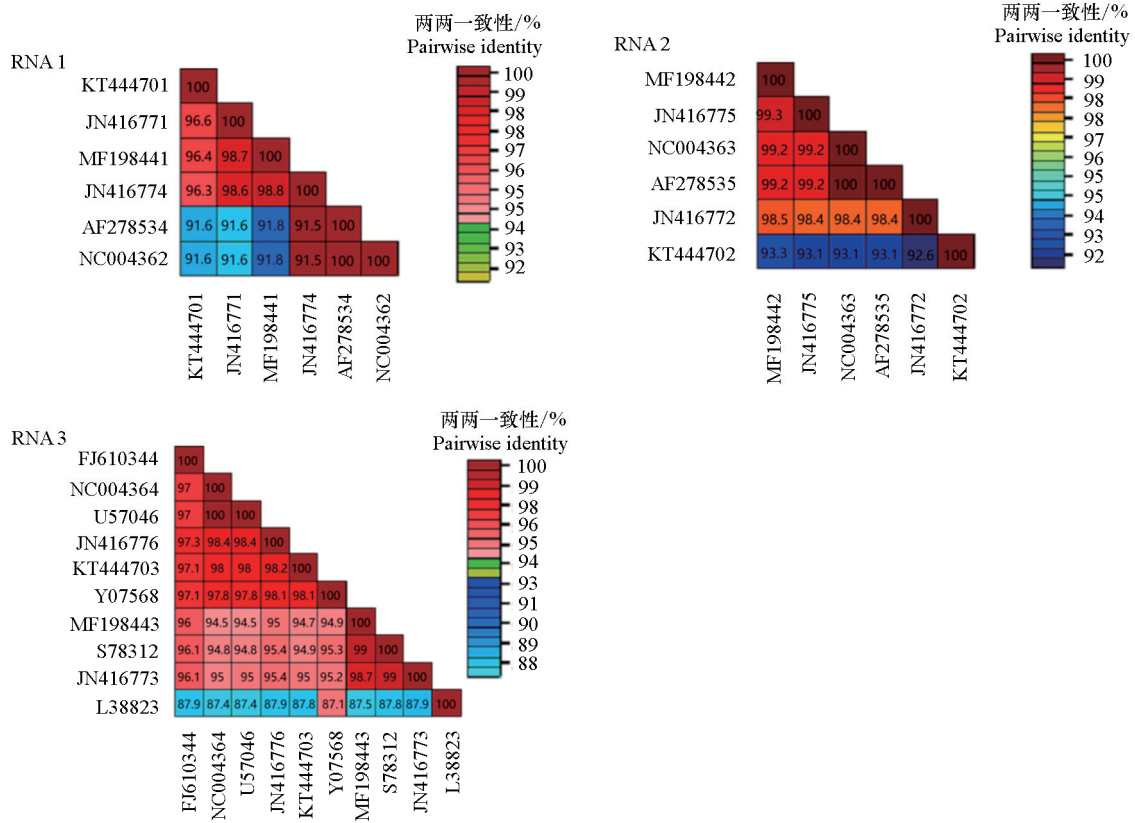 RNA 1
两两一致性/%
Pairwise identity
KT444701 100
JN416771 96.6 100
MF198441 96.4 98.7 100
JN416774 96.3 98.6 98.8 100
AF278534 91.6 91.6 91.8 91.5 100
NC004362 91.6 91.6 91.8 91.5 100 100
KT444701 JN416771 MF198441 JN416774 AF278534 NC004362
100
99
98
98
97
96
95
95
94
93
92
RNA 2
两两一致性/%
Pairwise identity
MF198442 100
JN416775 99.3 100
NC004363 99.2 99.2 100
AF278535 99.2 99.2 100 100
JN416772 98.5 98.4 98.4 98.4 100
KT444702 93.3 93.1 93.1 93.1 92.6 100
MF198442 JN416775 NC004363 AF278535 JN416772 KT444702
100
99
98
98
97
96
95
95
94
93
92
RNA 3
两两一致性/%
Pairwise identity
FJ610344 100
NC004364 97 100
U57046 97 100 100
JN416776 97.3 98.4 98.4 100
KT444703 97.1 98 98 98.2 100
Y07568 97.1 97.8 97.8 98.1 98.1 100
MF198443 96 94.5 94.5 95 94.7 94.9 100
S78312 96.1 94.8 94.8 95.4 94.9 95.3 99 100
JN416773 96.1 95 95 95.4 95 95.2 98.7 99 100
L38823 87.9 87.4 87.4 87.9 87.8 87.1 87.5 87.8 87.9 100
FJ610344 NC004364 U57046 JN416776 KT444703 Y07568 MF198443 S78312 JN416773 L38823
100
99
98
96
95
94
93
91
90
89
88